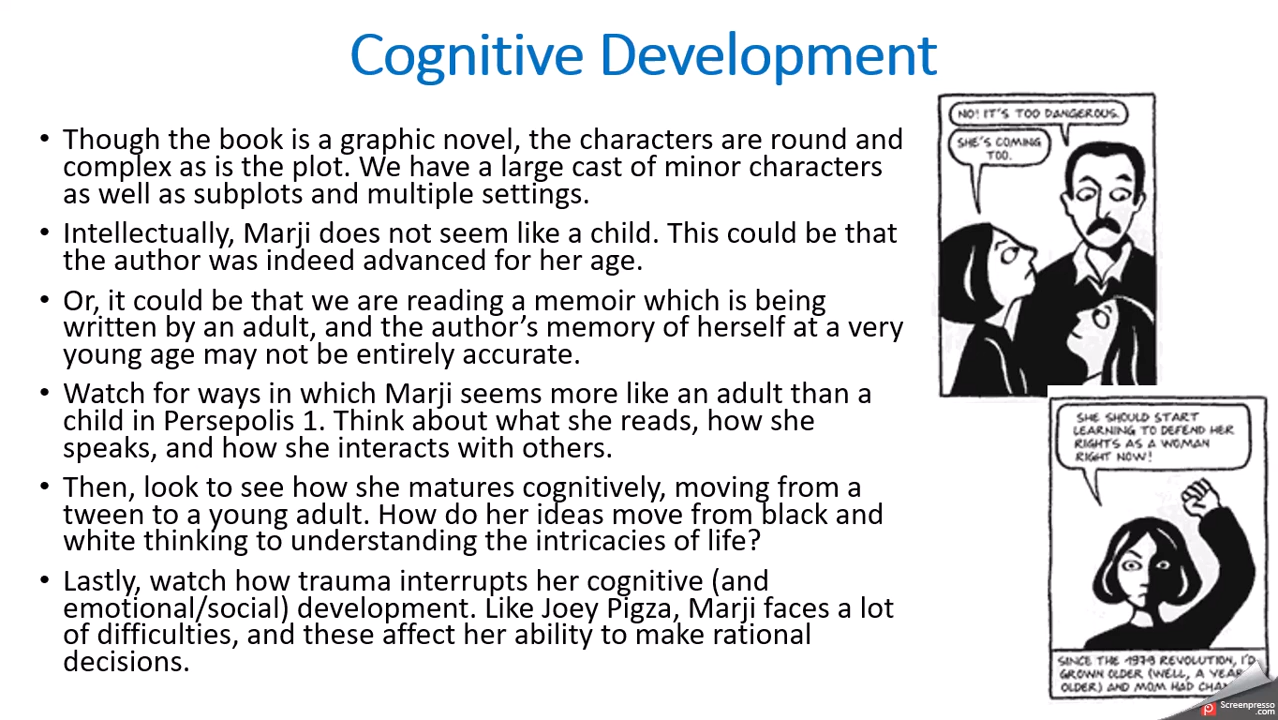 Cognitive Development
• Though the book is a graphic novel, the characters are round and
complex as is the plot. We have a large cast of minor characters
as well as subplots and multiple settings.
• Intellectually, Marji does not seem like a child. This could be that
the author was indeed advanced for her age.
• Or, it could be that we are reading a memoir which is being
written by an adult, and the author’s memory of herself at a very
young age may not be entirely accurate.
• Watch for ways in which Marji seems more like an adult than a
child in Persepolis 1. Think about what she reads, how she
speaks, and how she interacts with others.
• Then, look to see how she matures cognitively, moving from a
tween to a young adult. How do her ideas move from black and
white thinking to understanding the intricacies of life?
• Lastly, watch how trauma interrupts her cognitive (and
emotional/social) development. Like Joey Pigza, Marji faces a lot
of difficulties, and these affect her ability to make rational
decisions.
NO! IT'S TOO DANGEROUS.
SHE'S COMING
TOO.
SHE SHOULD START
LEARNING TO DEFEND HER
RIGHTS AS A WOMAN
RIGHT NOW!
SINCE THE 1979 REVOLUTION, I'D
GROWN OLDER (WELL, A YEAR
OLDER) AND MOM HAD
Screenpresso
.com